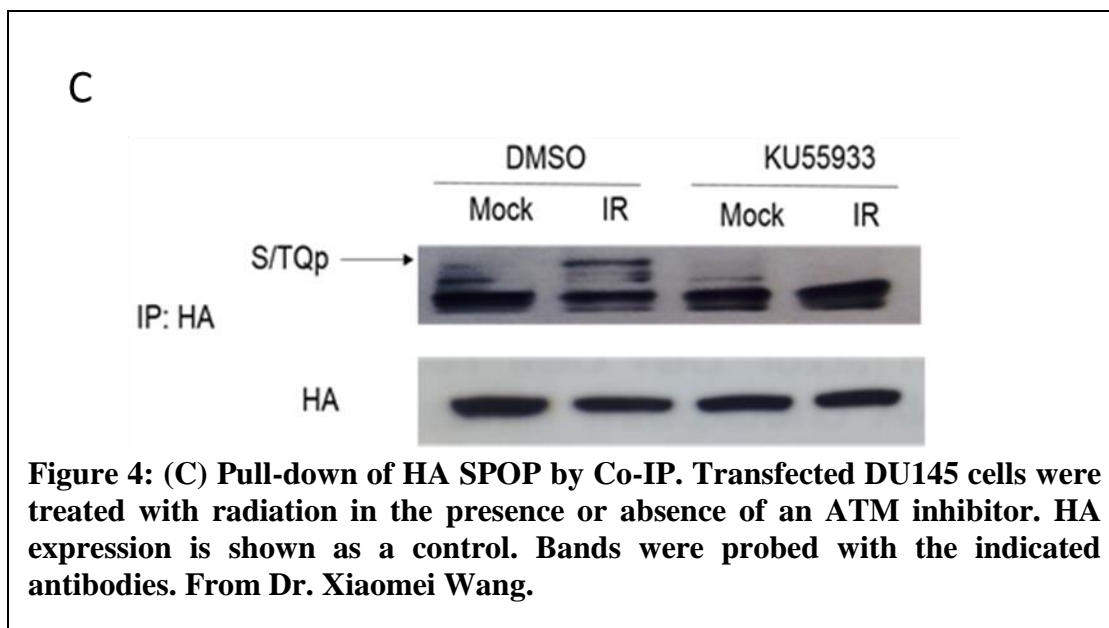 C
DMSO KU55933
Mock IR Mock IR
S/TQp
IP: HA
HA
Figure 4: (C) Pull-down of HA SPOP by Co-IP. Transfected DU145 cells were
treated with radiation in the presence or absence of an ATM inhibitor. HA
expression is shown as a control. Bands were probed with the indicated
antibodies. From Dr. Xiaomei Wang.